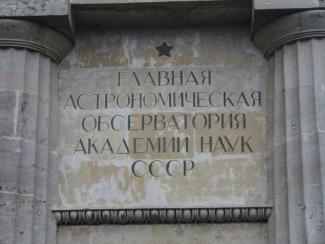 ГЛАВНАЯ
АСТРОНОМИЧЕСКАЯ
ОБСЕРВАТОРИЯ
АКАДЕМИИ НАУК
СССР